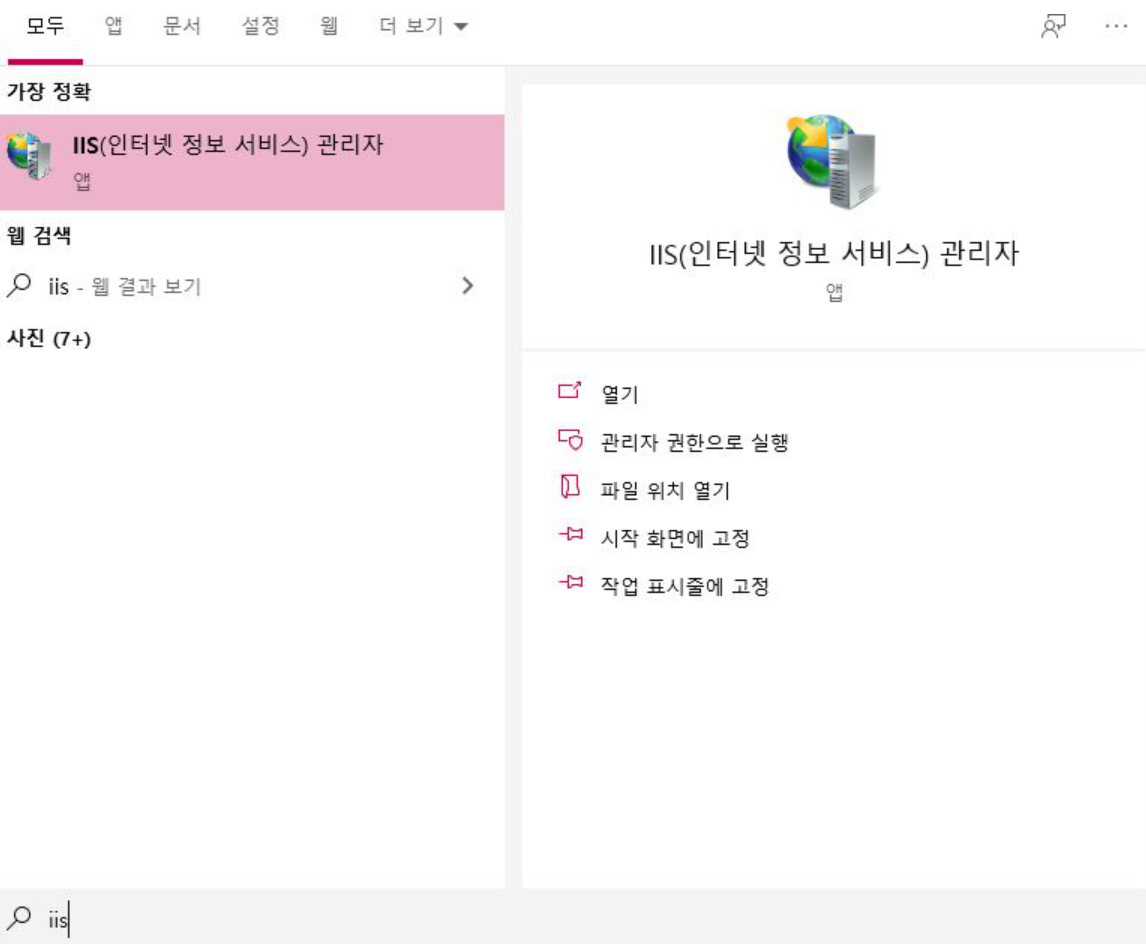 모두 앱 문서 설정 웹 더 보기
가장 정확
IIS(인터넷 정보 서비스) 관리자
앱
웹 검색
iis - 웹 결과 보기
사진 (7+)
IIS(인터넷 정보 서비스) 관리자
앱
열기
관리자 권한으로 실행
파일 위치 열기
시작 화면에 고정
작업 표시줄에 고정
iis